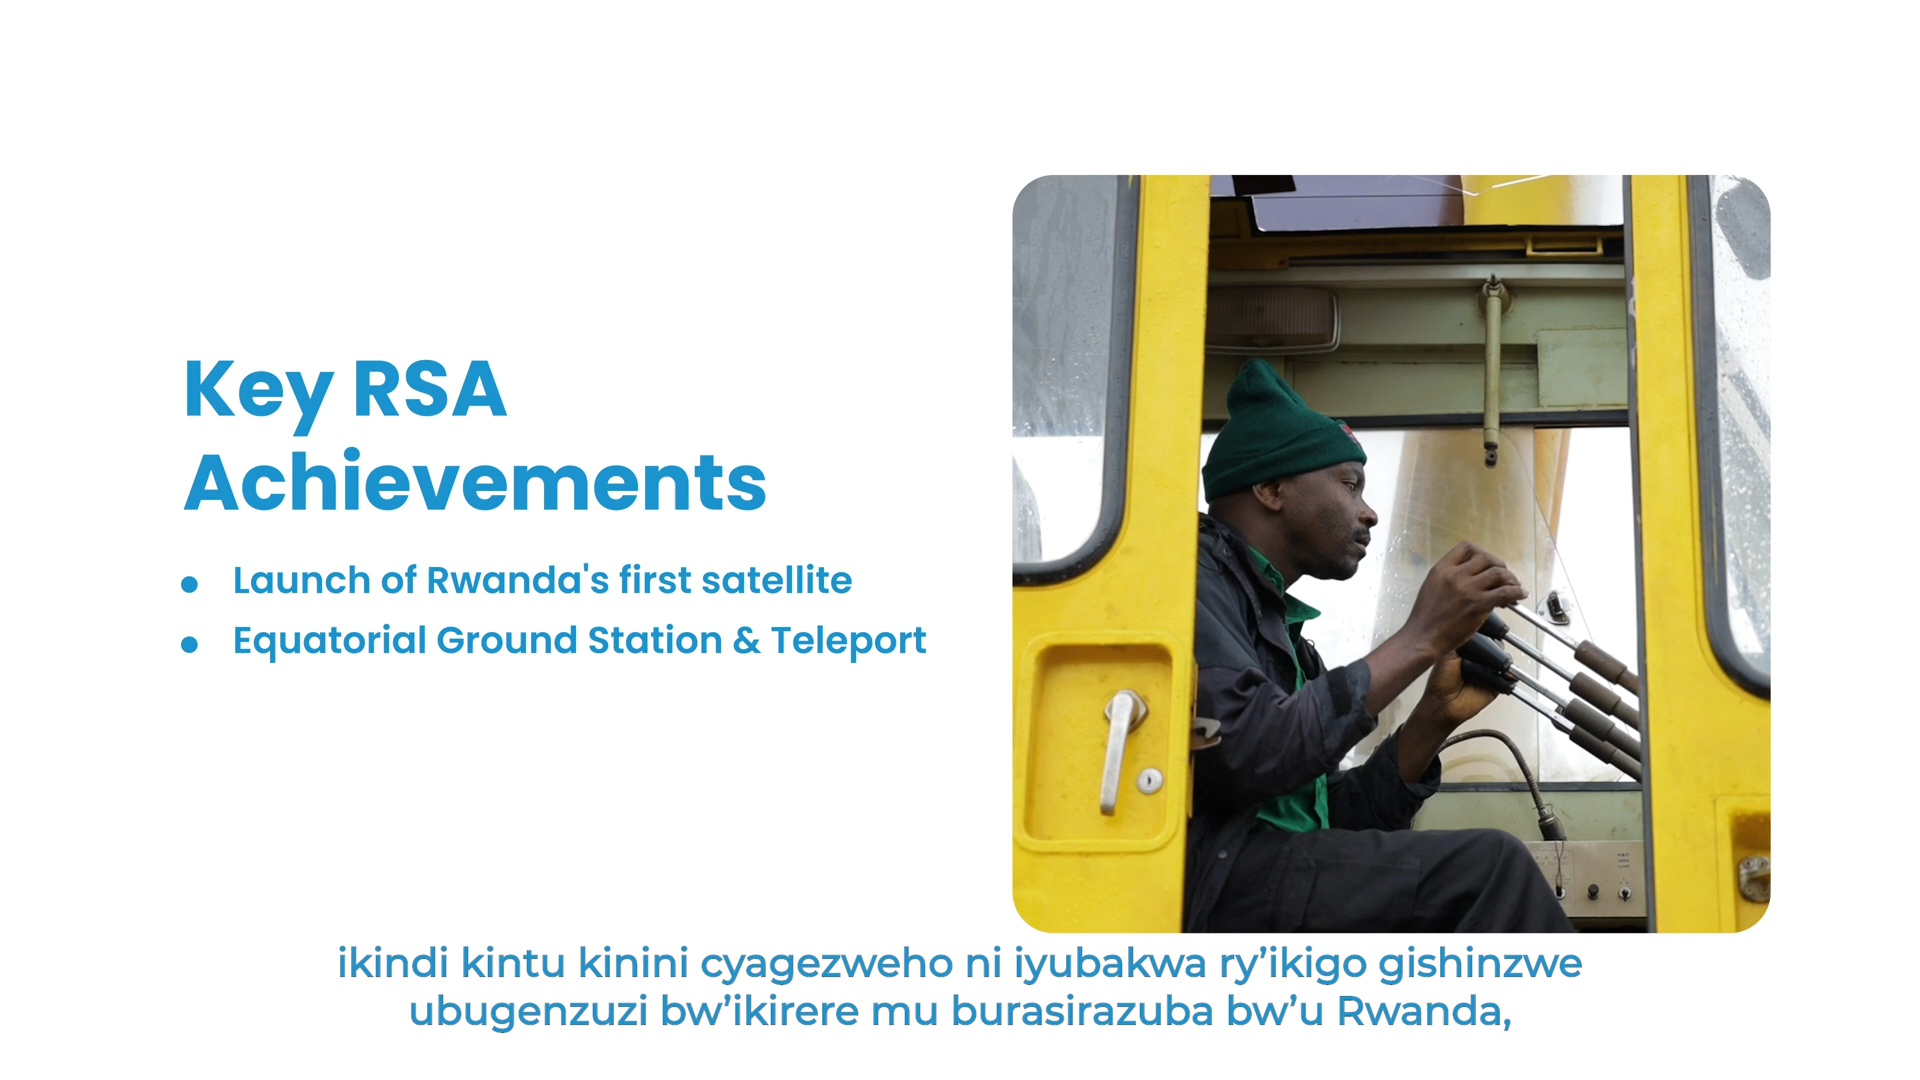 Key RSA
Achievements
● Launch of Rwanda's first satellite
● Equatorial Ground Station & Teleport
ikindi kintu kinini cyagezweho ni iyubakwa ry’ikigo gishinzwe
ubugenzuzi bw’ikirere mu burasirazuba bw’u Rwanda,